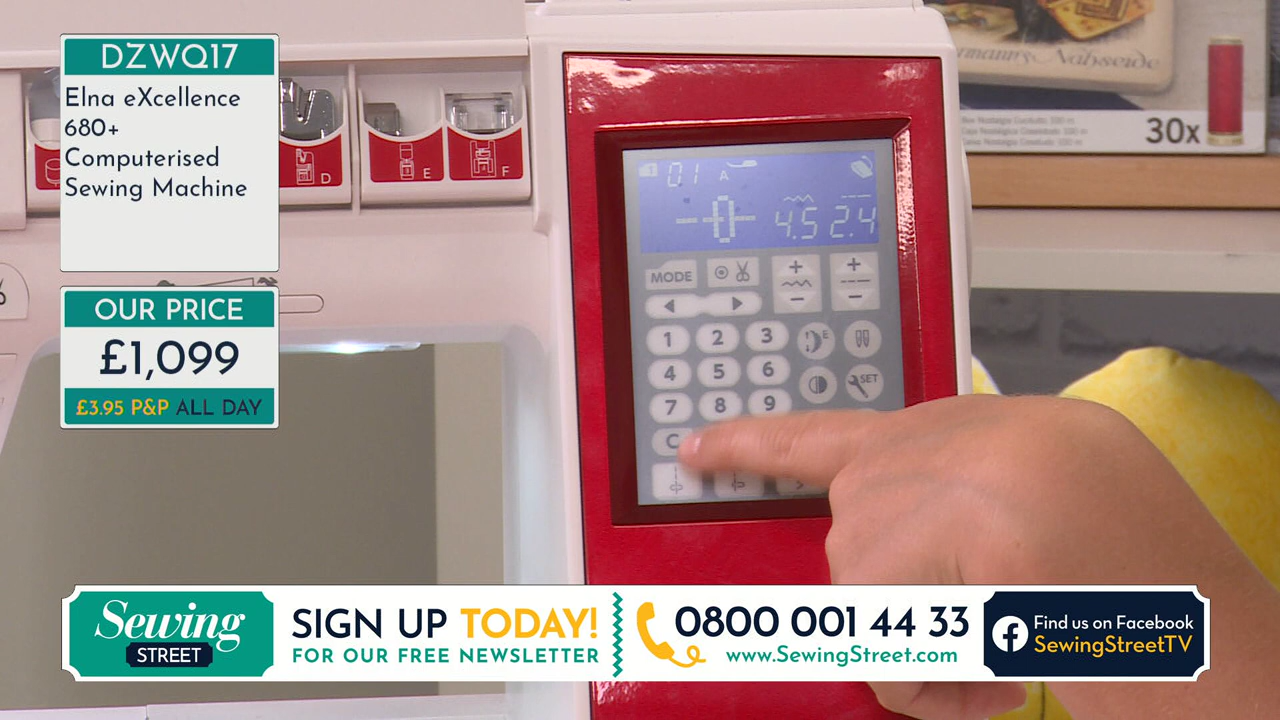 DZWQ17
Elna eXcellence
680+
Computerised
Sewing Machine
OUR PRICE
£1,099
£3.95 P&P ALL DAY
D
E
F
01 A
4.5 2.4
MODE
1 2 3
4 5 6
7 8 9
C
E
SET
30x
Sewing
STREET
SIGN UP TODAY!
FOR OUR FREE NEWSLETTER
0800 001 44 33
www.SewingStreet.com
Find us on Facebook
SewingStreetTV